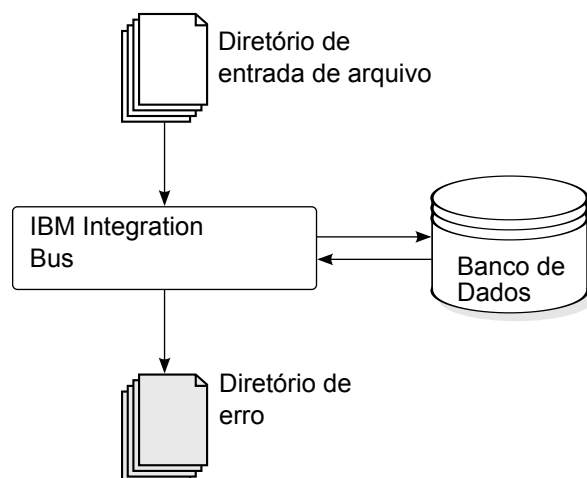 Diretório de
entrada de arquivo
IBM Integration
Bus
Banco de
Dados
Diretório de
erro